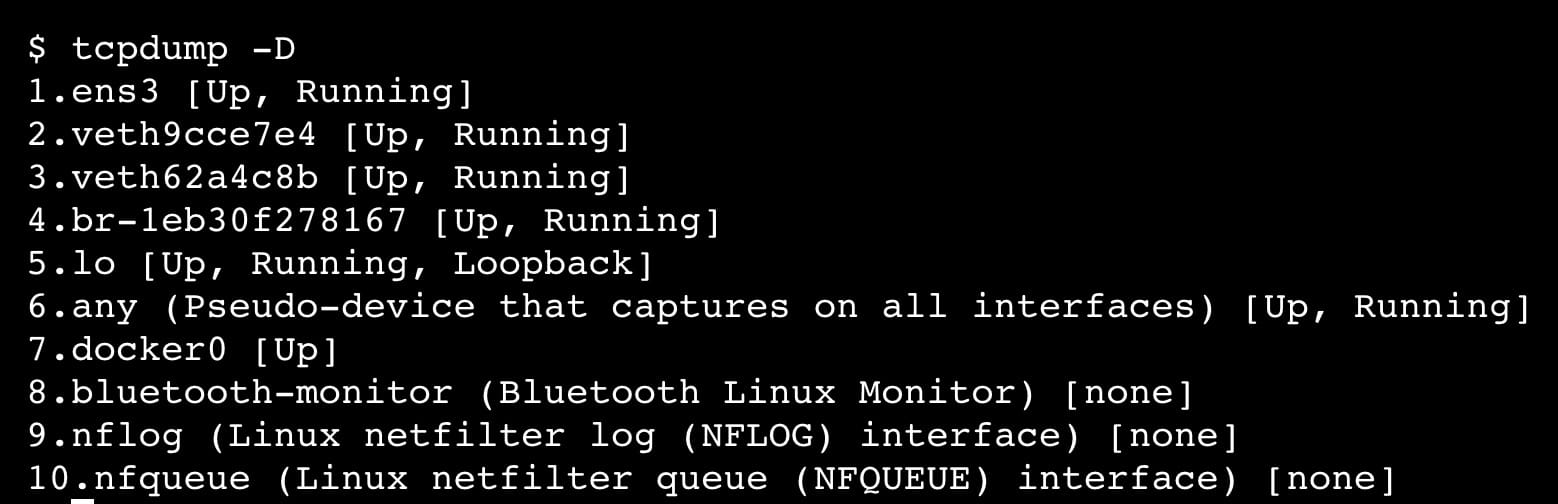 $ tcpdump -D
1.ens3 [Up, Running]
2.veth9cce7e4 [Up, Running]
3.veth62a4c8b [Up, Running]
4.br-1eb30f278167 [Up, Running]
5.lo [Up, Running, Loopback]
6.any (Pseudo-device that captures on all interfaces) [Up, Running]
7.docker0 [Up]
8.bluetooth-monitor (Bluetooth Linux Monitor) [none]
9.nflog (Linux netfilter log (NFLOG) interface) [none]
10.nfqueue (Linux netfilter queue (NFQUEUE) interface) [none]